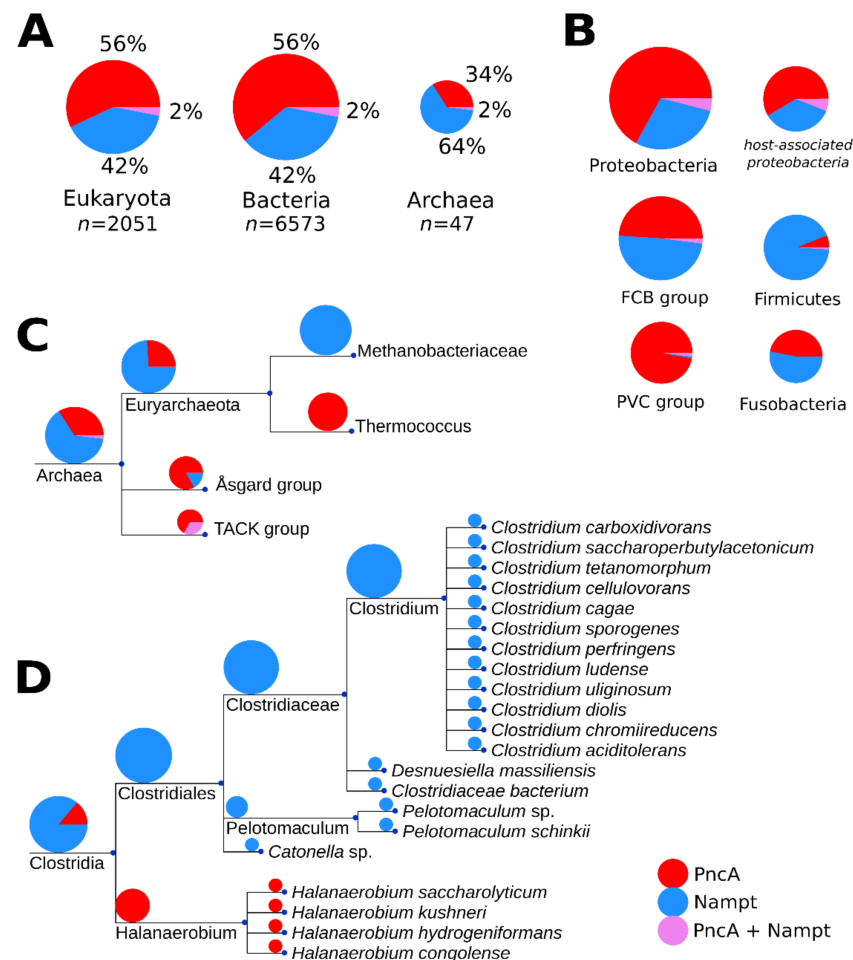 A
56%
2%
42%
Eukaryota
n=2051
56%
2%
42%
Bacteria
n=6573
34%
2%
64%
Archaea
n=47
B
Proteobacteria
host-associated
proteobacteria
FCB group
Firmicutes
PVC group
Fusobacteria
C
Methanobacteriaceae
Euryarchaeota
Thermococcus
Archaea
Åsgard group
TACK group
D
Clostridium carboxidivorans
Clostridium saccharoperbutylacetonicum
Clostridium tetanomorphum
Clostridium cellulovorans
Clostridium
Clostridium cagae
Clostridium sporogenes
Clostridium perfringens
Clostridium ludense
Clostridium uliginosum
Clostridiaceae
Clostridium diolis
Clostridium chromiireducens
Clostridium aciditolerans
Desnuesiella massiliensis
Clostridiales
Clostridiaceae bacterium
Pelotomaculum sp.
Pelotomaculum
Pelotomaculum schinkii
Catonella sp.
Clostridia
Halanaerobium saccharolyticum
Halanaerobium kushneri
Halanaerobium
Halanaerobium hydrogeniformans
Halanaerobium congolense
PncA
Nampt
PncA + Nampt